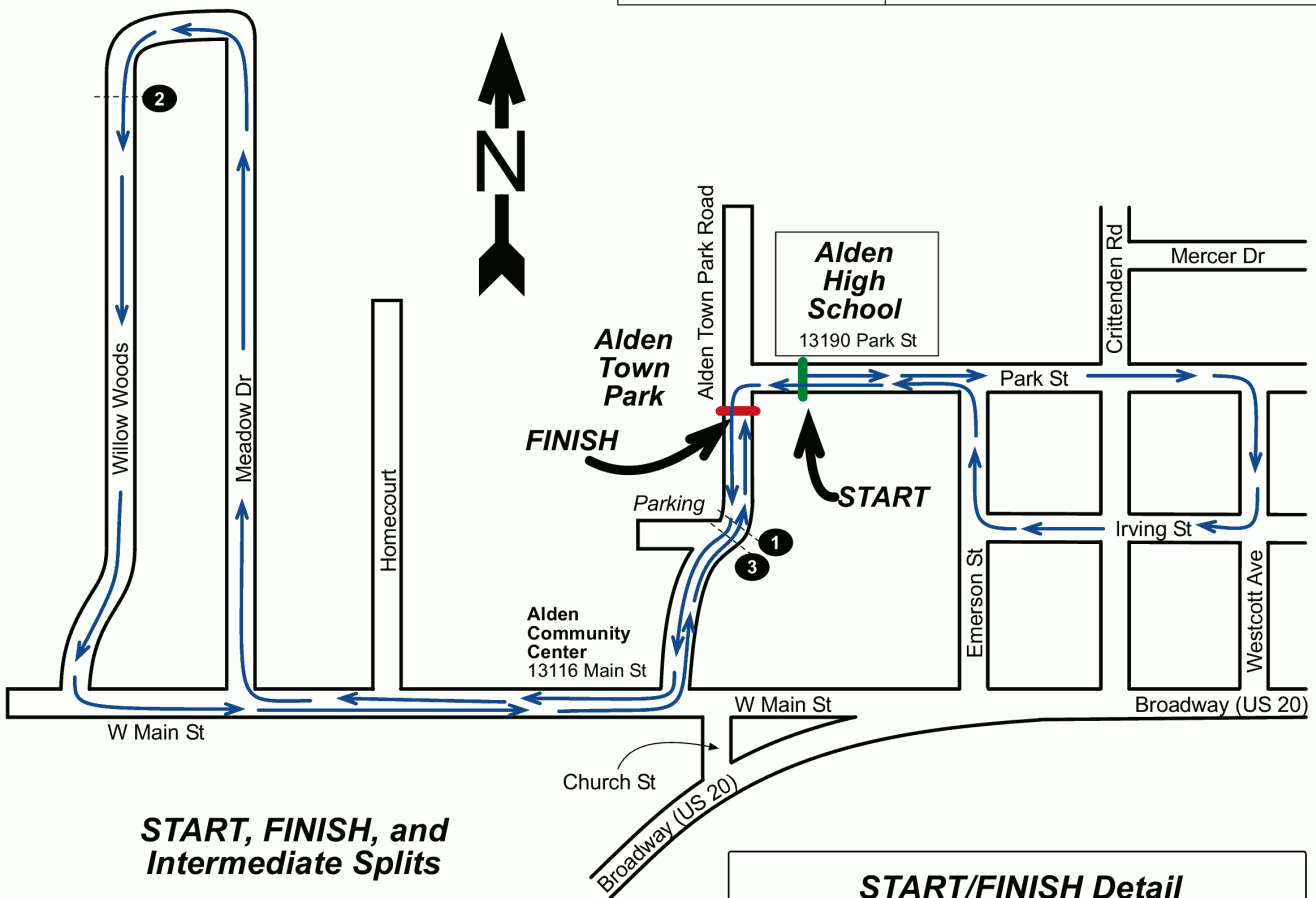 2
N
Alden Town Park Road
Alden
High
School
13190 Park St
Crittenden Rd
Mercer Dr
Alden
Town
Park
Park St
Willow Woods
Meadow Dr
FINISH
START
Homecourt
Parking
1
3
Irving St
Emerson St
Westcott Ave
Alden
Community
Center
13116 Main St
W Main St
W Main St
Broadway (US 20)
Church St
Broadway (US 20)
START, FINISH, and
Intermediate Splits
START/FINISH Detail